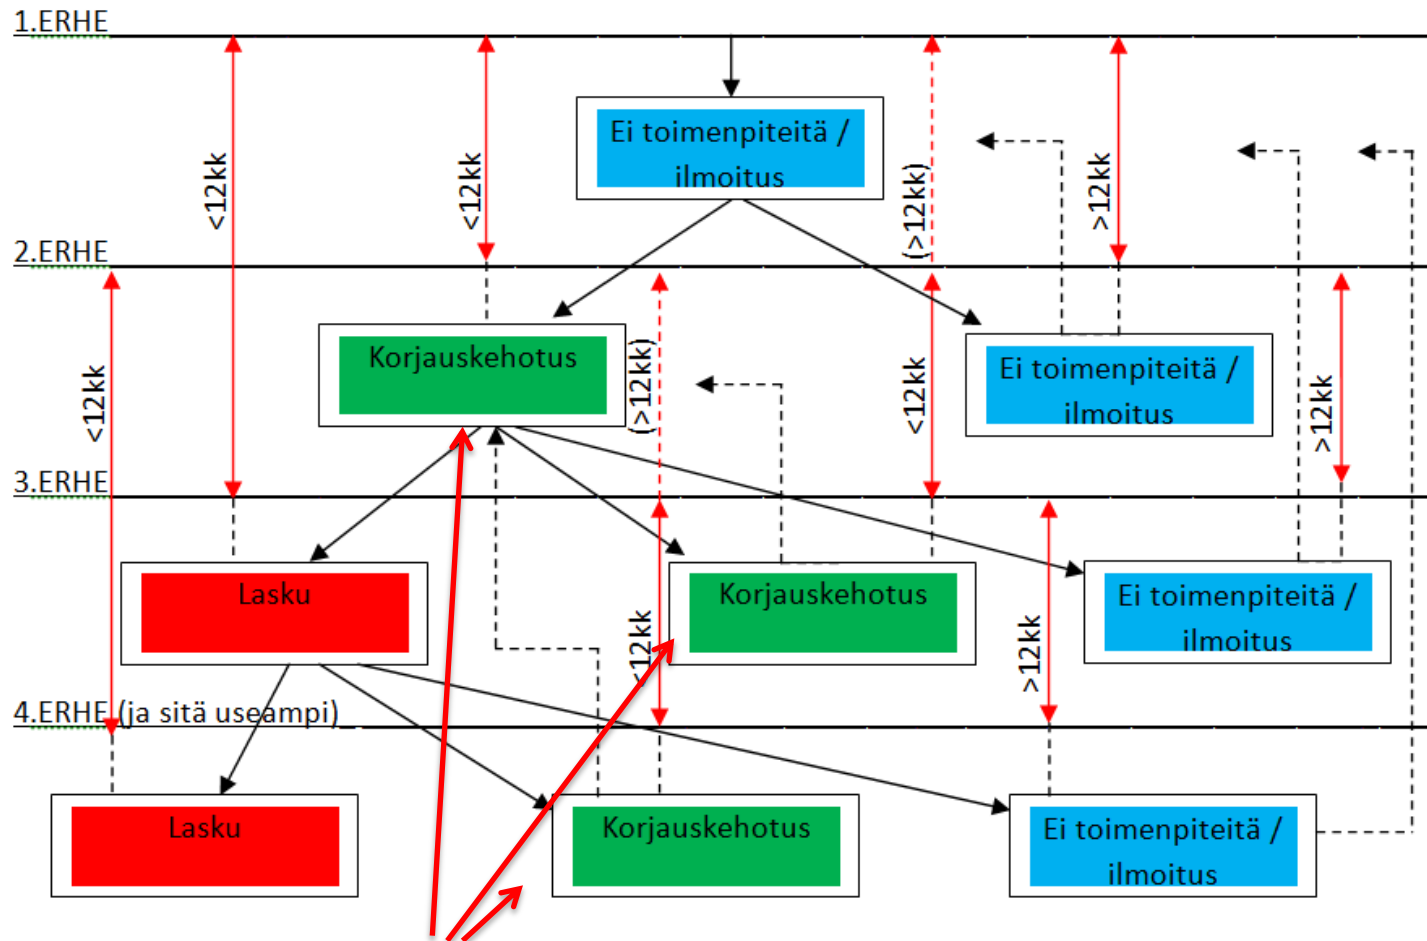 1.ERHE
Ei toimenpiteitä /
ilmoitus
<12kk
<12kk
(>12kk)
>12kk
2.ERHE
Korjauskehotus
Ei toimenpiteitä /
ilmoitus
<12kk
(>12kk)
<12kk
>12kk
3.ERHE
Lasku
Korjauskehotus
Ei toimenpiteitä /
ilmoitus
<12kk
>12kk
4.ERHE (ja sitä useampi)
Lasku
Korjauskehotus
Ei toimenpiteitä /
ilmoitus